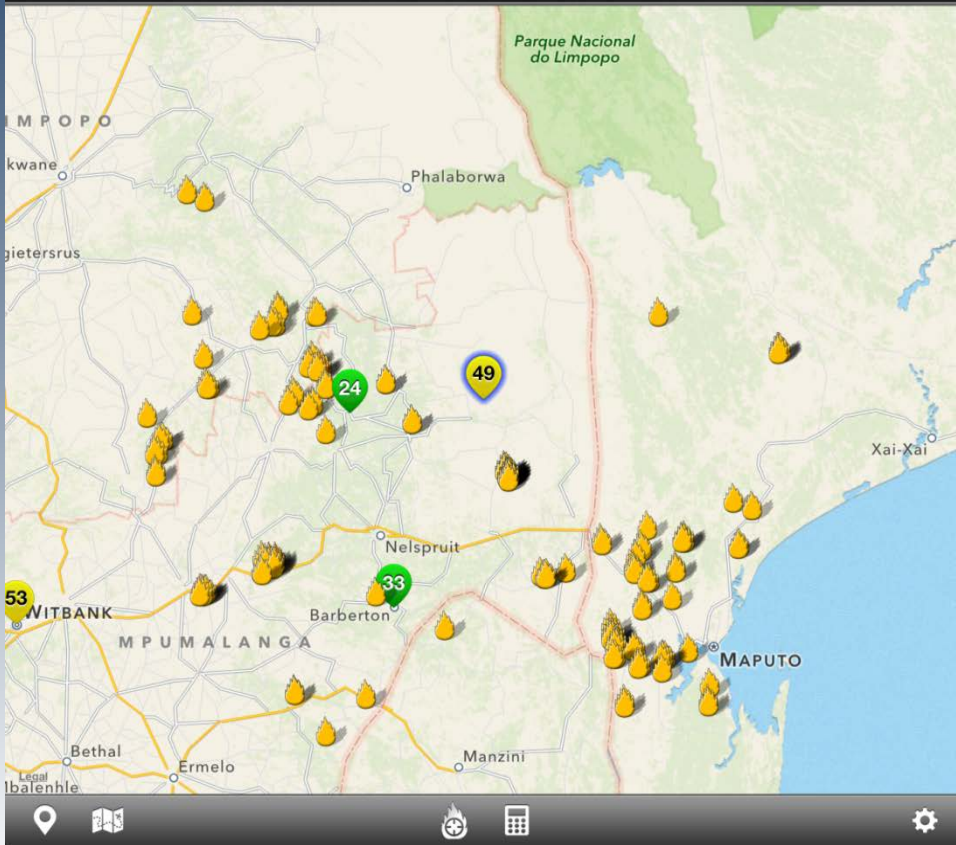 Parque Nacional
do Limpopo
IMPOPO
kwane
Phalaborwa
gietersrus
49
24
Xai-Xai
Nelspruit
33
53
WITBANK
Barberton
MPUMALANGA
MAPUTO
Bethal
Manzini
Ermelo
Legal
lbalenhle